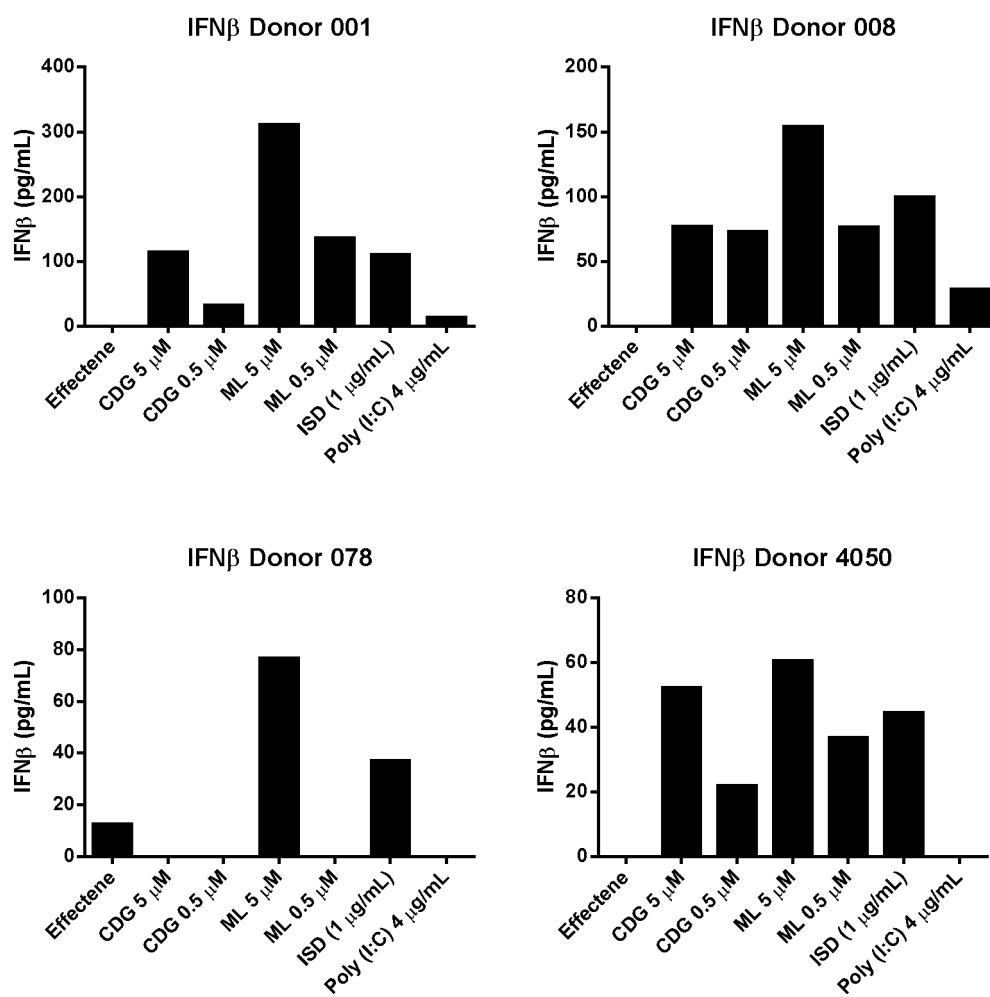 IFNβ Donor 001
IFNβ (pg/mL)
400
300
200
100
0
Effectene
CDG 5 μM
CDG 0.5 μM
ML 5 μM
ML 0.5 μM
ISD (1 μg/mL)
Poly (I:C) 4 μg/mL
IFNβ Donor 008
IFNβ (pg/mL)
200
150
100
50
0
Effectene
CDG 5 μM
CDG 0.5 μM
ML 5 μM
ML 0.5 μM
ISD (1 μg/mL)
Poly (I:C) 4 μg/mL
IFNβ Donor 078
IFNβ (pg/mL)
100
80
60
40
20
0
Effectene
CDG 5 μM
CDG 0.5 μM
ML 5 μM
ML 0.5 μM
ISD (1 μg/mL)
Poly (I:C) 4 μg/mL
IFNβ Donor 4050
IFNβ (pg/mL)
80
60
40
20
0
Effectene
CDG 5 μM
CDG 0.5 μM
ML 5 μM
ML 0.5 μM
ISD (1 μg/mL)
Poly (I:C) 4 μg/mL